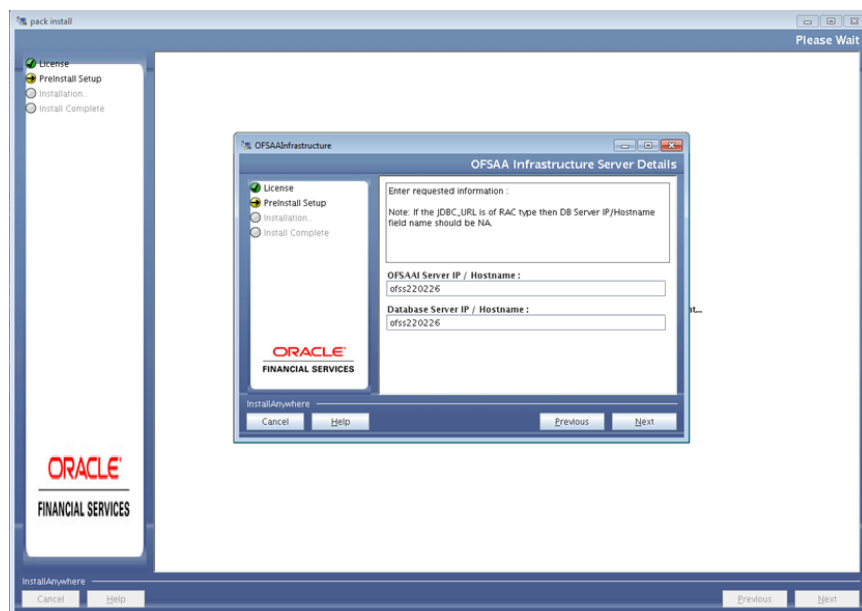 pack install
Please Wait
License
PreInstall Setup
Installation..
Install Complete
OFSAAInfrastructure
OFSAA Infrastructure Server Details
License
PreInstall Setup
Installation..
Install Complete
Enter requested information :
Note: If the JDBC_URL is of RAC type then DB Server IP/Hostname
field name should be NA.
OFSAAI Server IP / Hostname :
ofss220226
Database Server IP / Hostname :
ofss220226
nt...
ORACLE
FINANCIAL SERVICES
InstallAnywhere
Cancel Help Previous Next
ORACLE
FINANCIAL SERVICES
InstallAnywhere
Cancel Help Previous Next